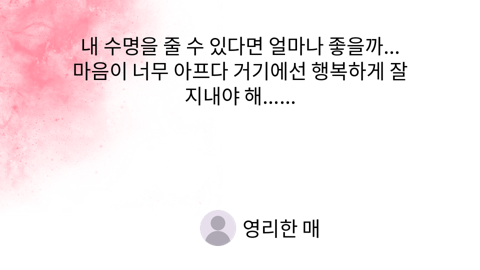 내 수명을 줄 수 있다면 얼마나 좋을까...
마음이 너무 아프다 거기에선 행복하게 잘
지내야 해......
영리한 매